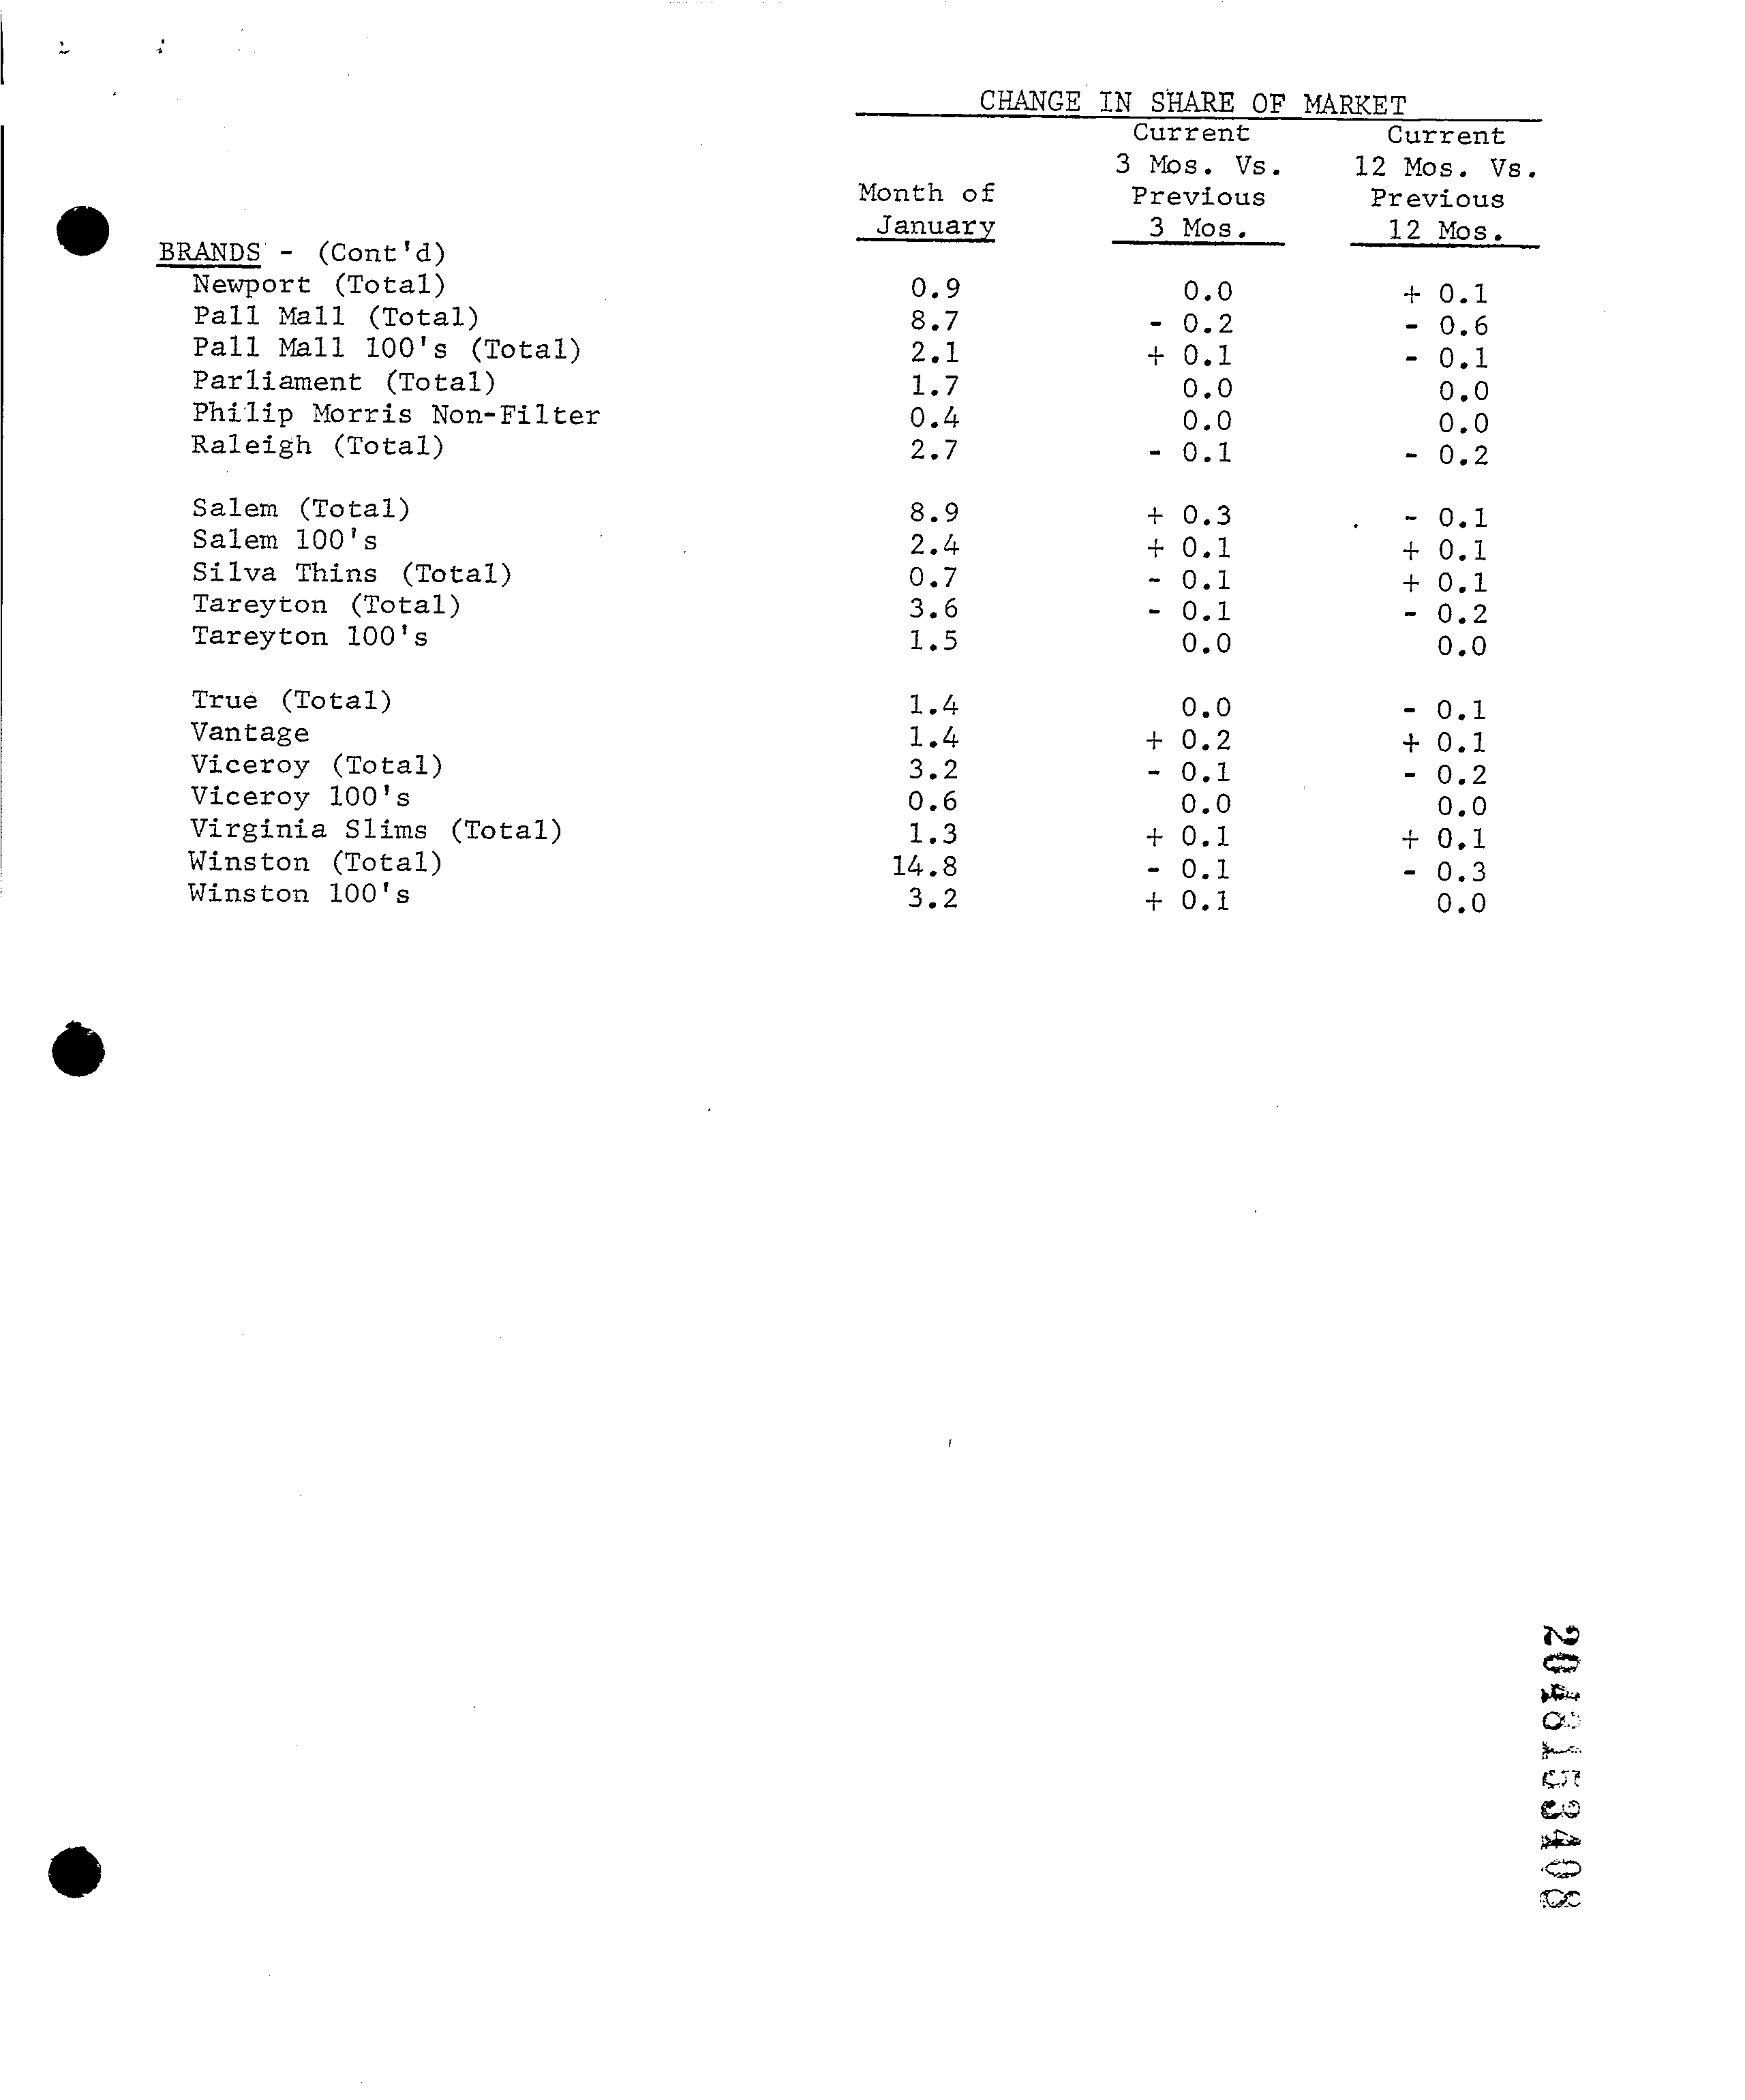 CHANGE IN SHARE OF MARKET
Current Current
3 Mos. Vs. 12 Mos. Vs.
Month of Previous Previous
January 3 Mos. 12 Mos.
BRANDS - (Cont'd)
Newport (Total) 0.9 0.0 + 0.1
Pall Mall (Total) 8.7 - 0.2 - 0.6
Pall Mall 100's (Total) 2.1 + 0.1 - 0.1
Parliament (Total) 1.7 0.0 0.0
Philip Morris Non-Filter 0.4 0.0 0.0
Raleigh (Total) 2.7 - 0.1 - 0.2
Salem (Total) 8.9 + 0.3 - 0.1
Salem 100's 2.4 + 0.1 + 0.1
Silva Thins (Total) 0.7 - 0.1 + 0.1
Tareyton (Total) 3.6 - 0.1 - 0.2
Tareyton 100's 1.5 0.0 0.0
True (Total) 1.4 0.0 - 0.1
Vantage 1.4 + 0.2 + 0.1
Viceroy (Total) 3.2 - 0.1 - 0.2
Viceroy 100's 0.6 0.0 0.0
Virginia Slims (Total) 1.3 + 0.1 + 0.1
Winston (Total) 14.8 - 0.1 - 0.3
Winston 100's 3.2 + 0.1 0.0
2048153408